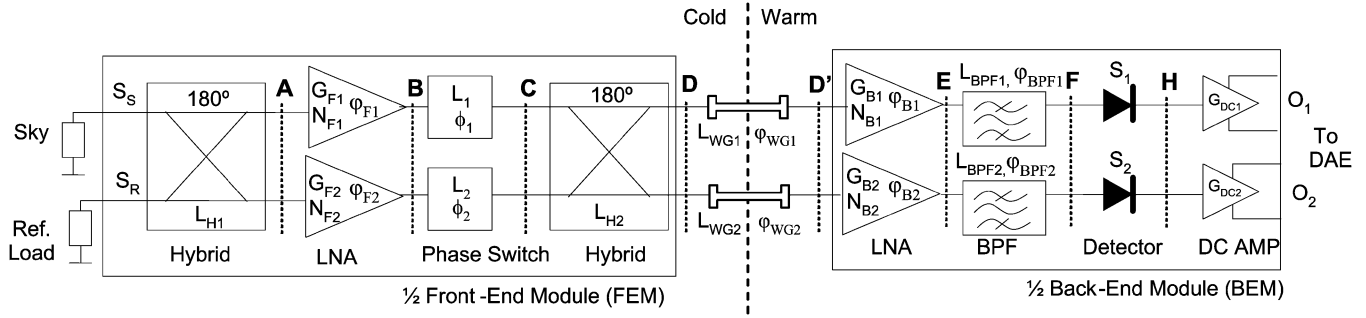 Cold Warm
S_S 180º A G_F1 φ_F1 N_F1 B L_1 ϕ_1 C 180º D D' G_B1 φ_B1 N_B1 E L_BPF1, φ_BPF1 F S_1 H G_DC1 O_1
Sky L_WG1 φ_WG1 To DAE
S_R G_F2 φ_F2 N_F2 L_2 ϕ_2 G_B2 φ_B2 N_B2 L_BPF2, φ_BPF2 S_2 G_DC2 O_2
Ref. Load L_H1 L_H2 L_WG2 φ_WG2
Hybrid LNA Phase Switch Hybrid LNA BPF Detector DC AMP
½ Front -End Module (FEM) ½ Back-End Module (BEM)